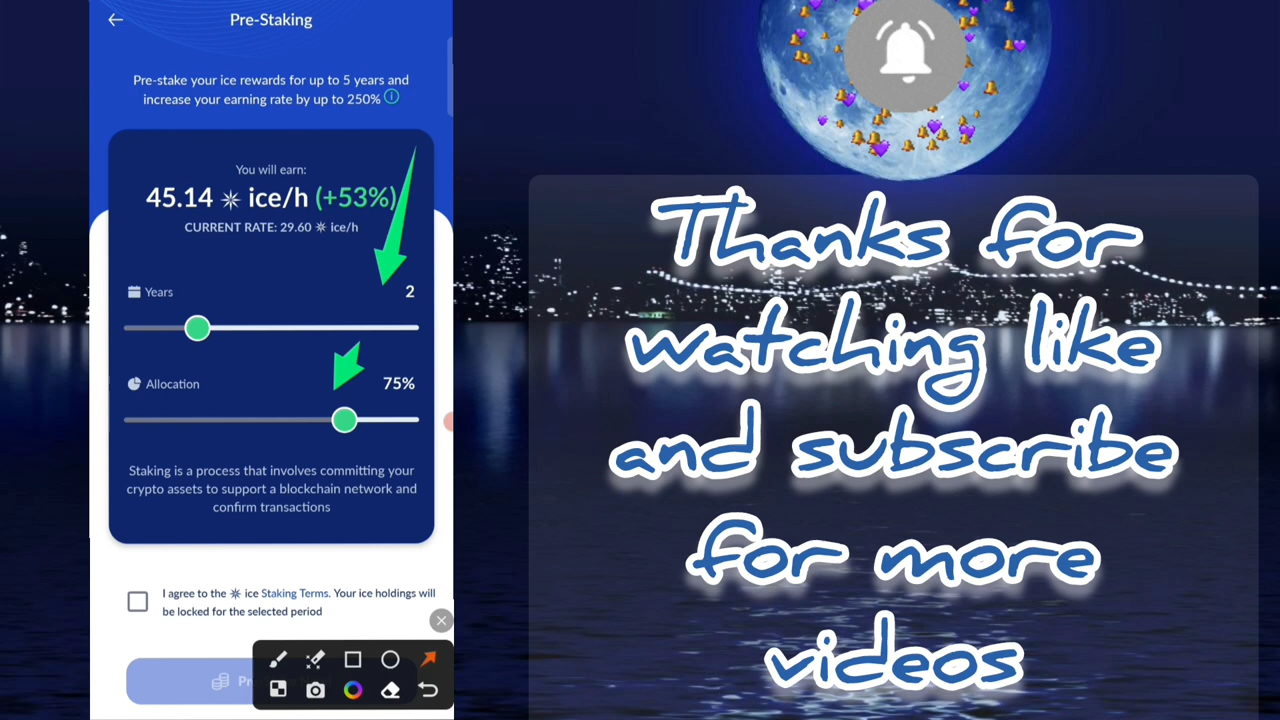 Pre-Staking
Pre-stake your ice rewards for up to 5 years and
increase your earning rate by up to 250%
You will earn:
45.14 ice/h (+53%)
CURRENT RATE: 29.60 ice/h
Years 2
Allocation 75%
Staking is a process that involves committing your
crypto assets to support a blockchain network and
confirm transactions
I agree to the ice Staking Terms. Your ice holdings will
be locked for the selected period
Thanks for
watching like
and subscribe
for more
videos